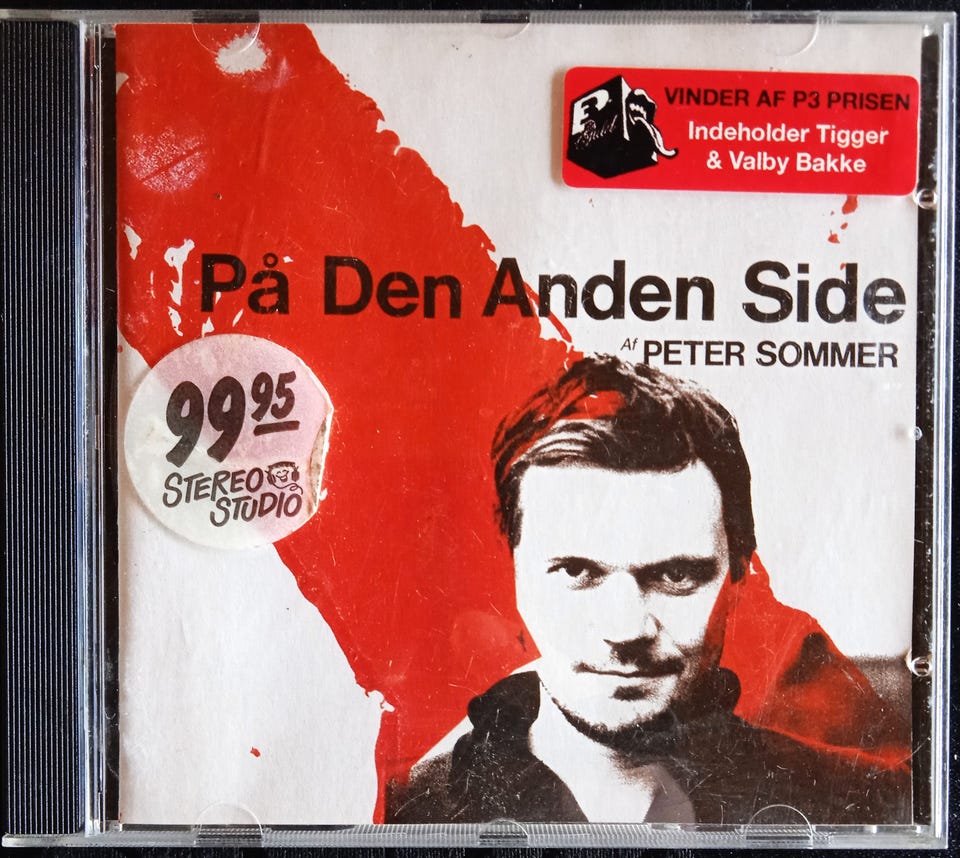 VINDER AF P3 PRISEN
Indeholder Tigger
& Valby Bakke
På Den Anden Side
Af PETER SOMMER
99 95
STEREO
STUDIO